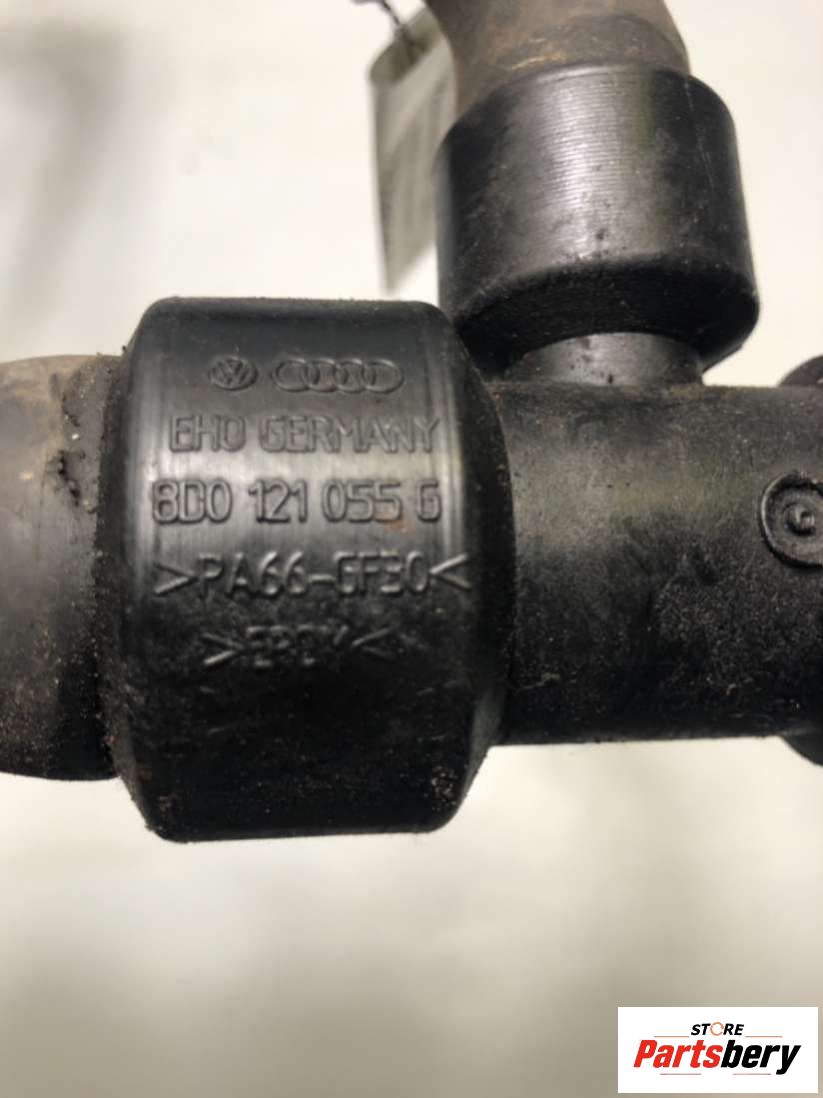 EHO GERMANY
8D0 121 055 G
>PA66-GF30<
STORE
Partsbery